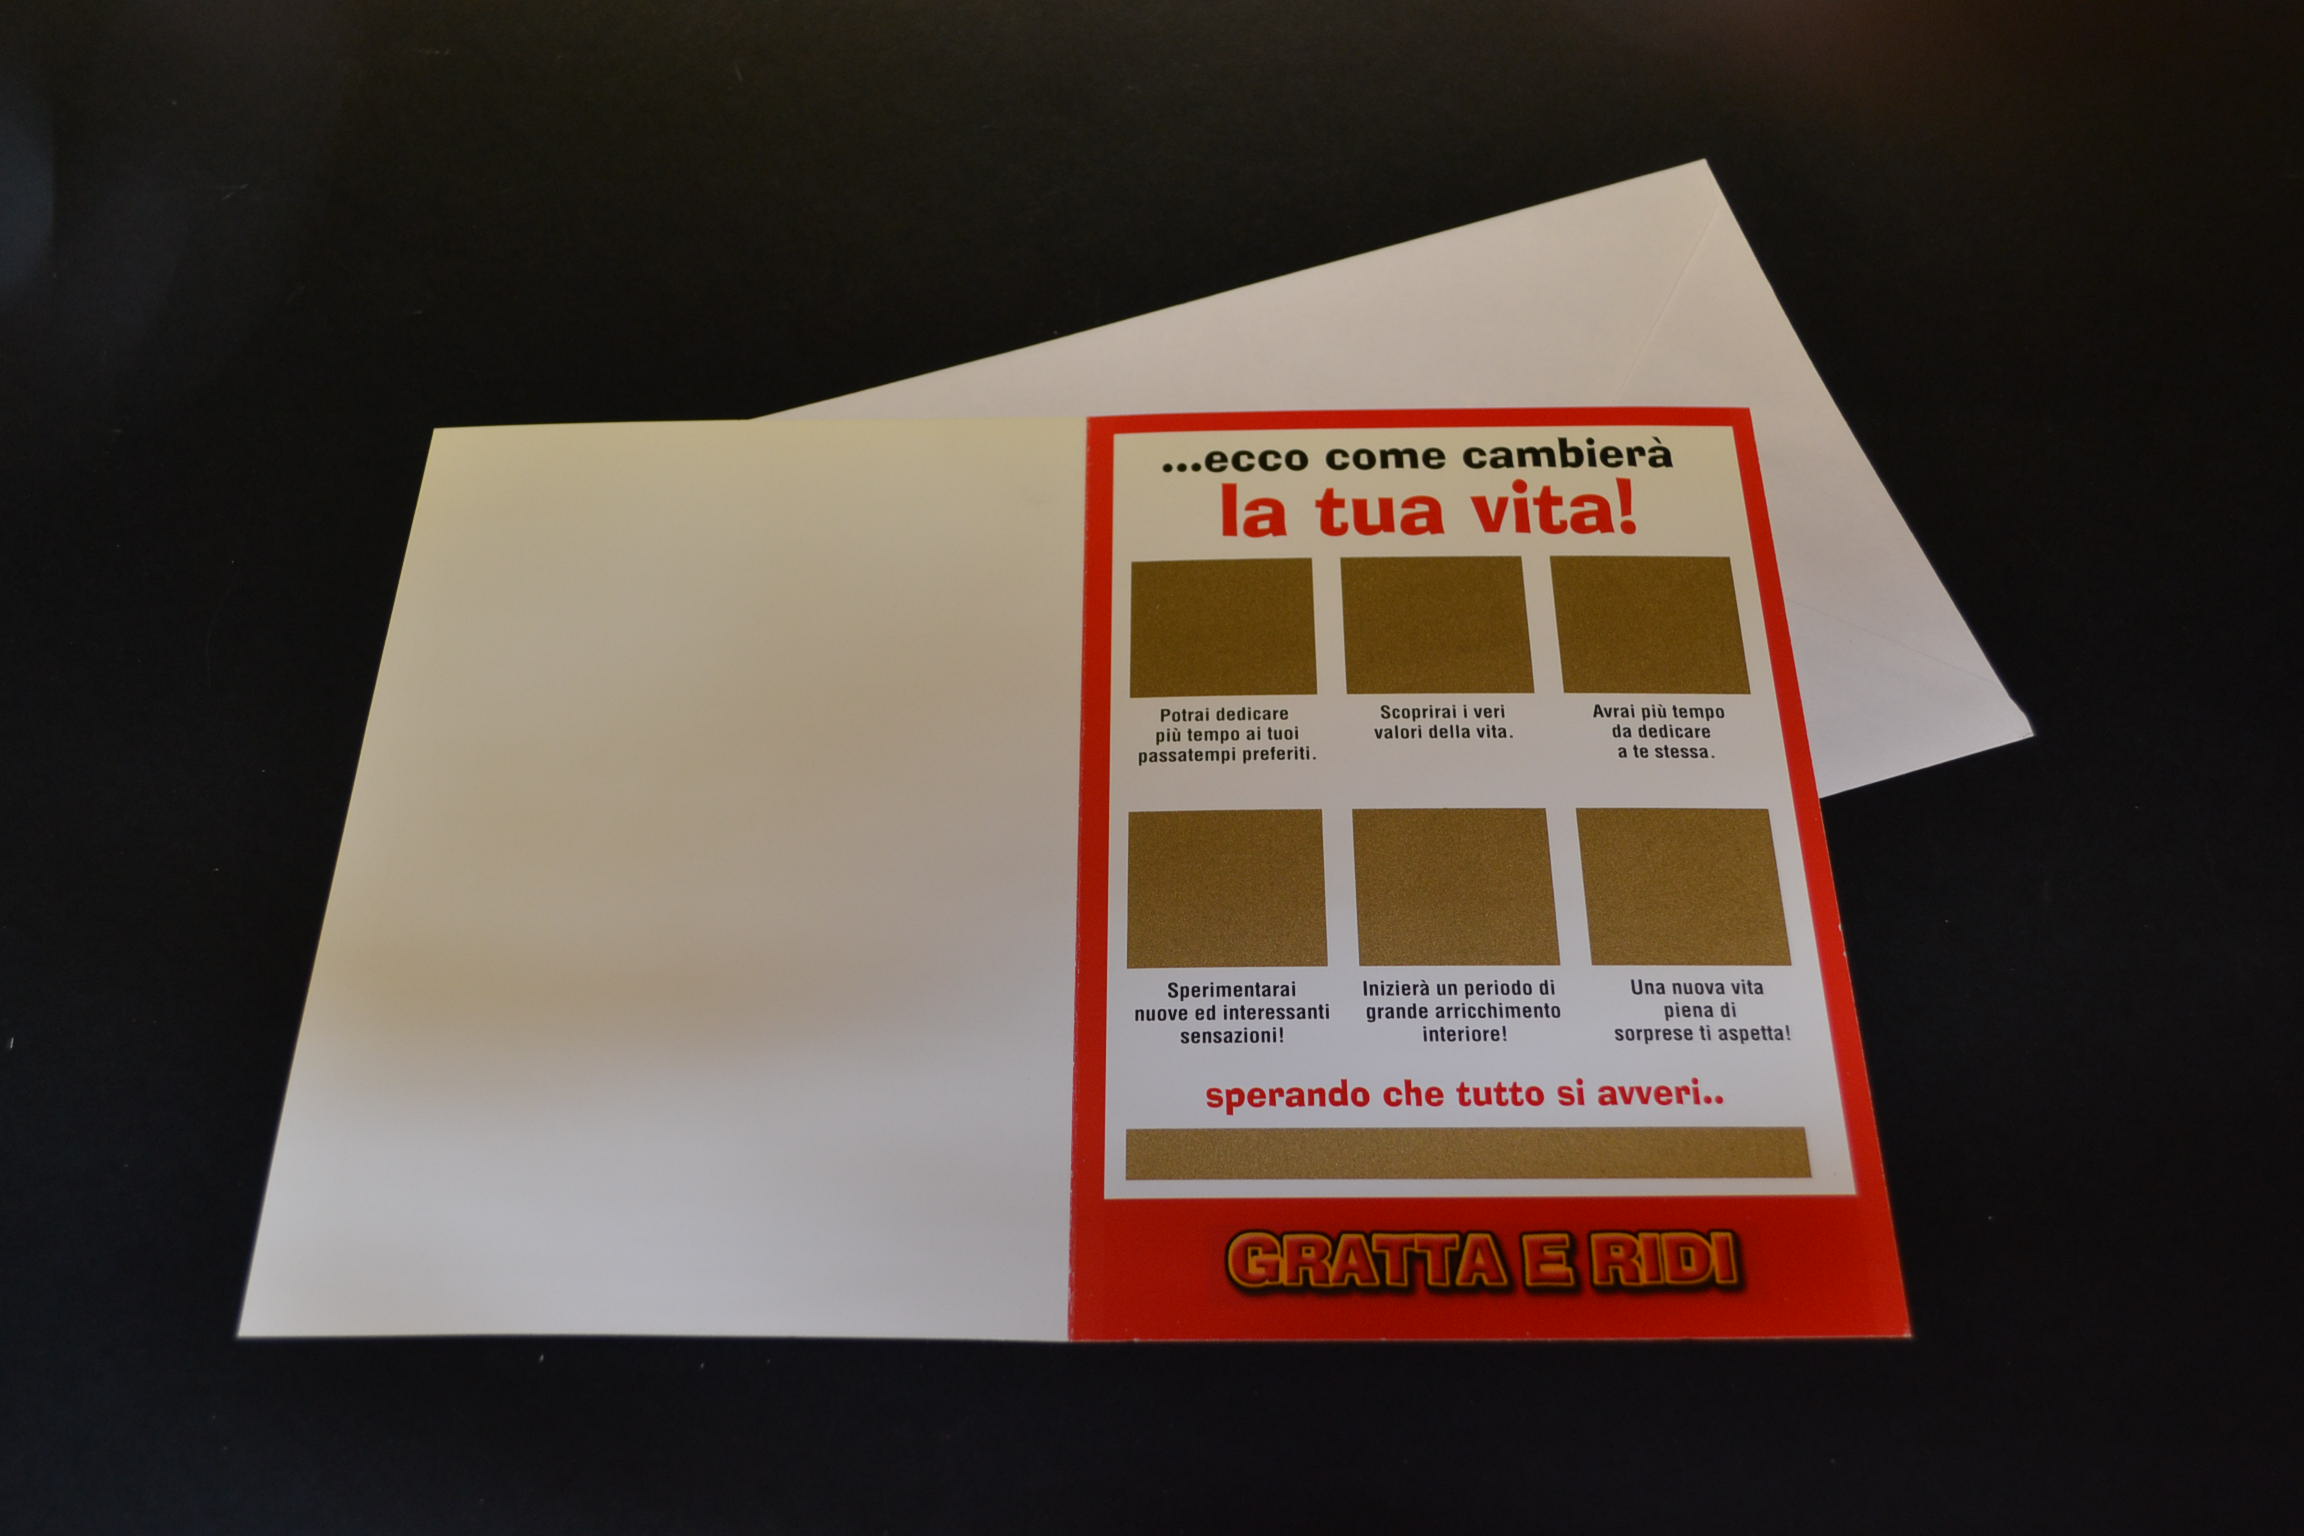 ...ecco come cambierà
la tua vita!
Potrai dedicare
più tempo ai tuoi
passatempi preferiti.
Scoprirai i veri
valori della vita.
Avrai più tempo
da dedicare
a te stessa.
Sperimentarai
nuove ed interessanti
sensazioni!
Inizierà un periodo di
grande arricchimento
interiore!
Una nuova vita
piena di
sorprese ti aspetta!
sperando che tutto si avveri..
GRATTA E RIDI